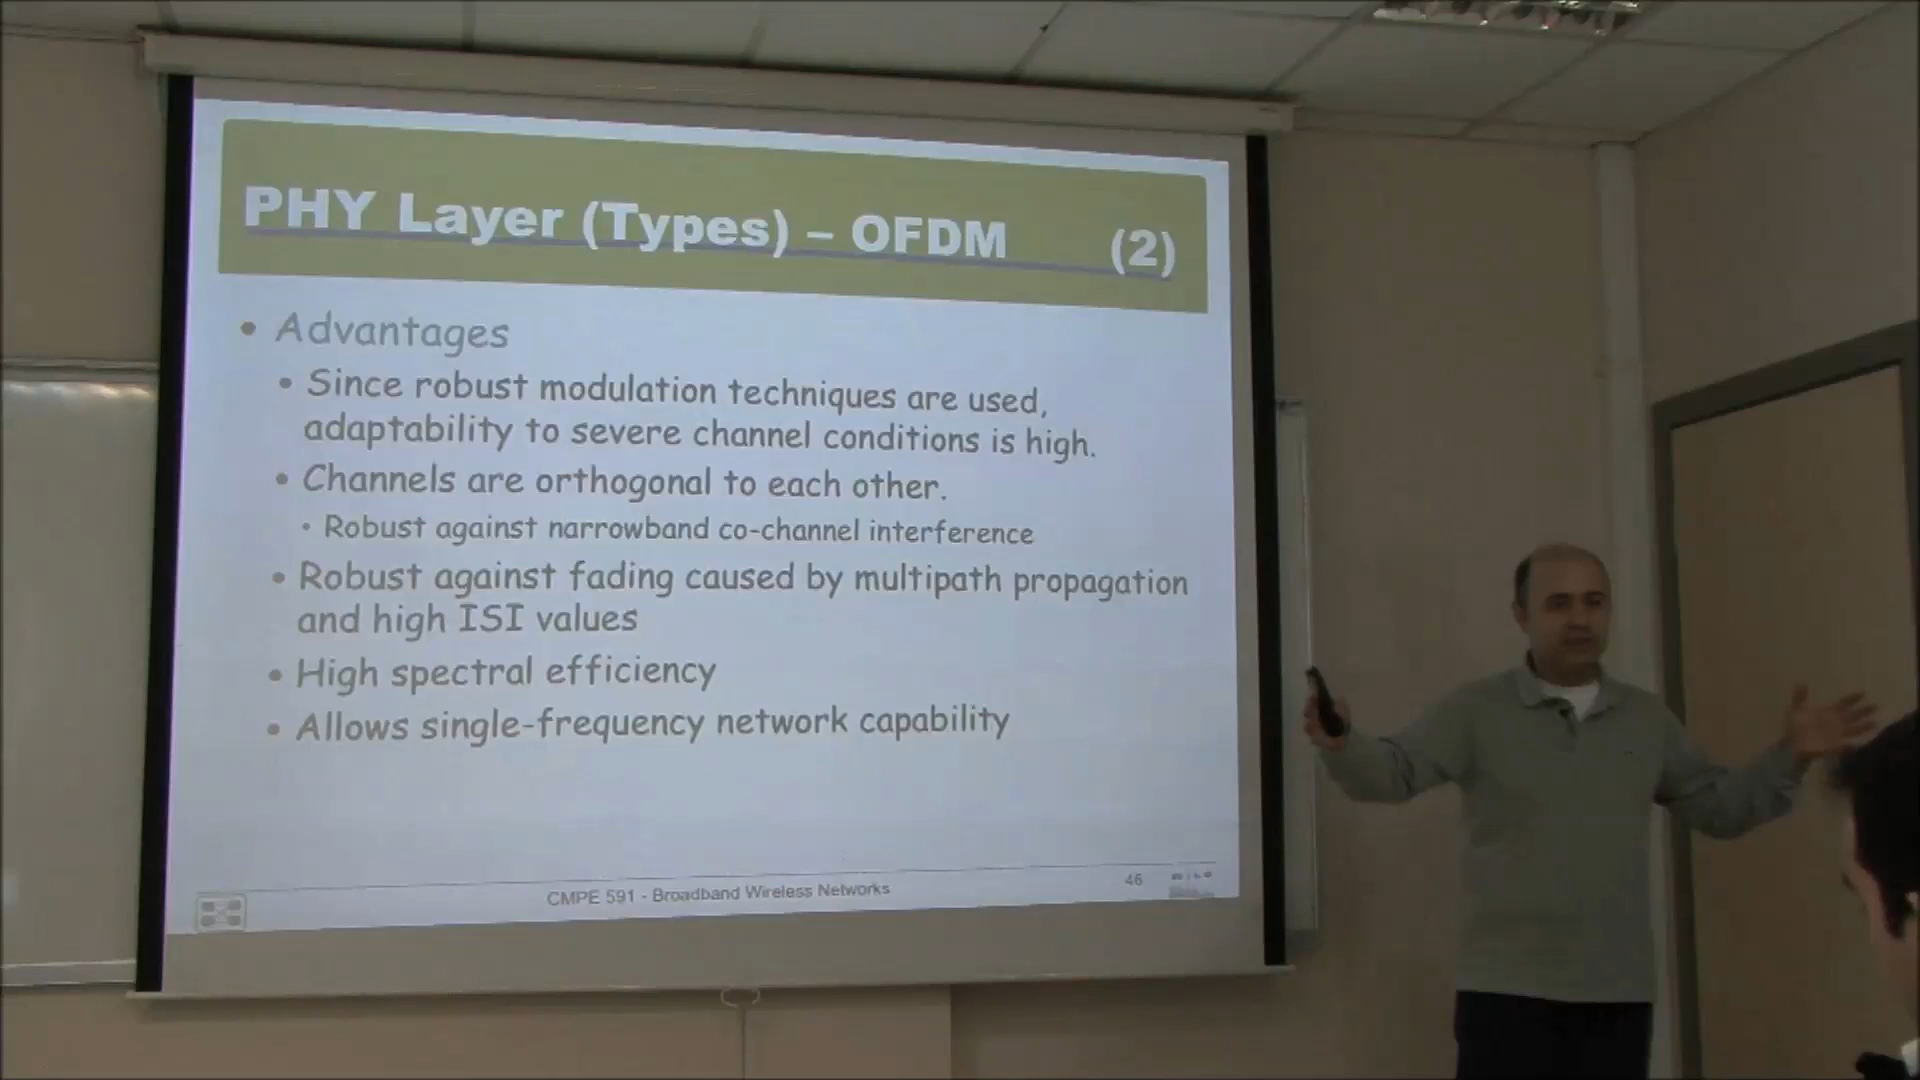 PHY Layer (Types) – OFDM (2)
• Advantages
• Since robust modulation techniques are used,
adaptability to severe channel conditions is high.
• Channels are orthogonal to each other.
• Robust against narrowband co-channel interference
• Robust against fading caused by multipath propagation
and high ISI values
• High spectral efficiency
• Allows single-frequency network capability
CMPE 591 - Broadband Wireless Networks 46